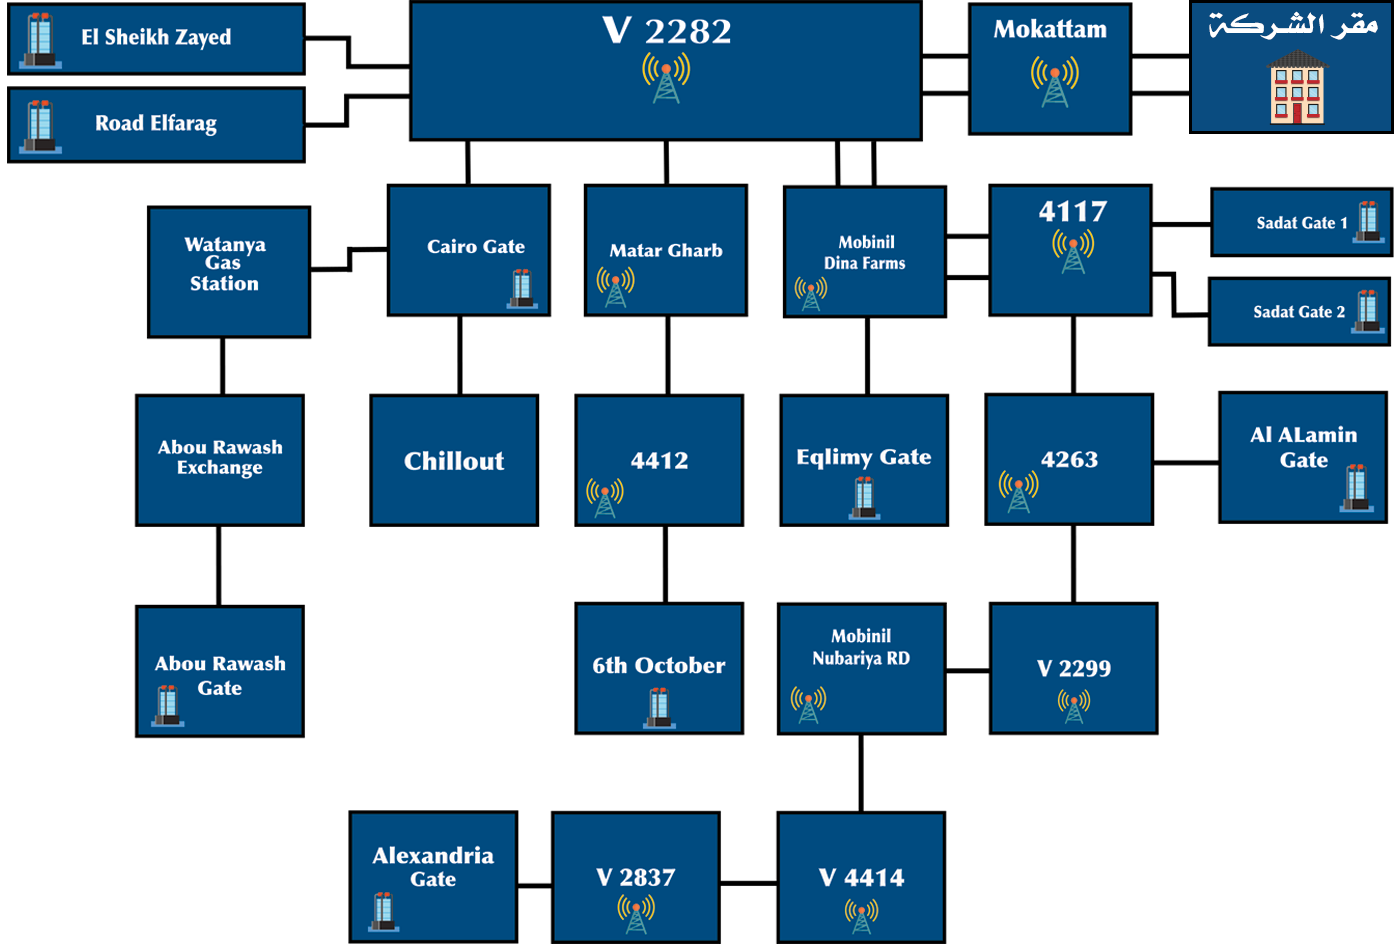 El Sheikh Zayed
V 2282
Mokattam
مقر الشركة
Road Elfarag
Watanya
Gas
Station
Cairo Gate
Matar Gharb
Mobinil
Dina Farms
4117
Sadat Gate 1
Sadat Gate 2
Abou Rawash
Exchange
Chillout
4412
Eqlimy Gate
4263
Al ALamin
Gate
Abou Rawash
Gate
6th October
Mobinil
Nubariya RD
V 2299
Alexandria
Gate
V 2837
V 4414